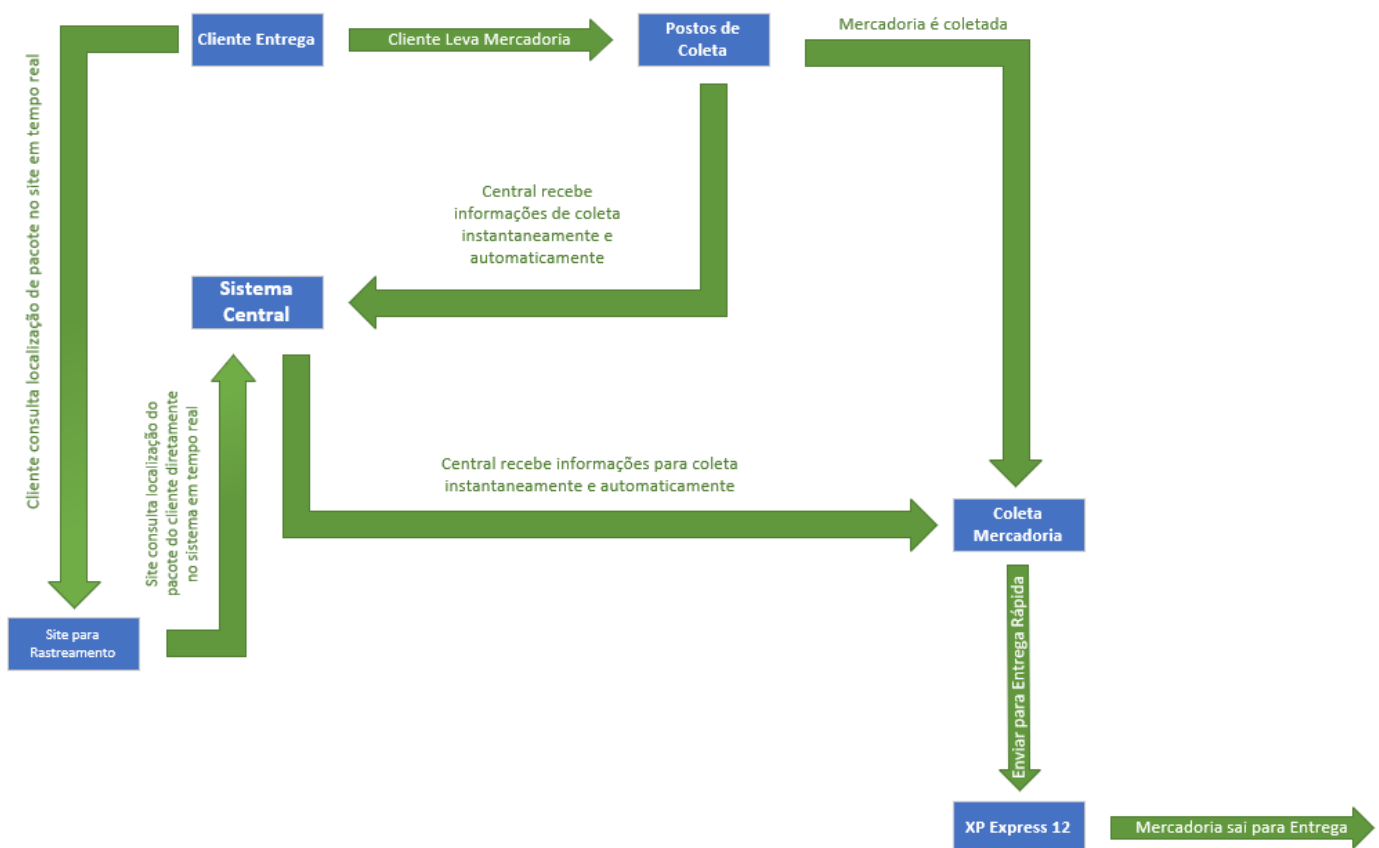 Cliente Entrega
Cliente Leva Mercadoria
Postos de
Coleta
Mercadoria é coletada
Cliente consulta localização de pacote no site em tempo real
Central recebe
informações de coleta
instantaneamente e
automaticamente
Sistema
Central
Site consulta localização do
pacote do cliente diretamente
no sistema em tempo real
Central recebe informações para coleta
instantaneamente e automaticamente
Coleta
Mercadoria
Site para
Rastreamento
Enviar para Entrega Rápida
XP Express 12
Mercadoria sai para Entrega